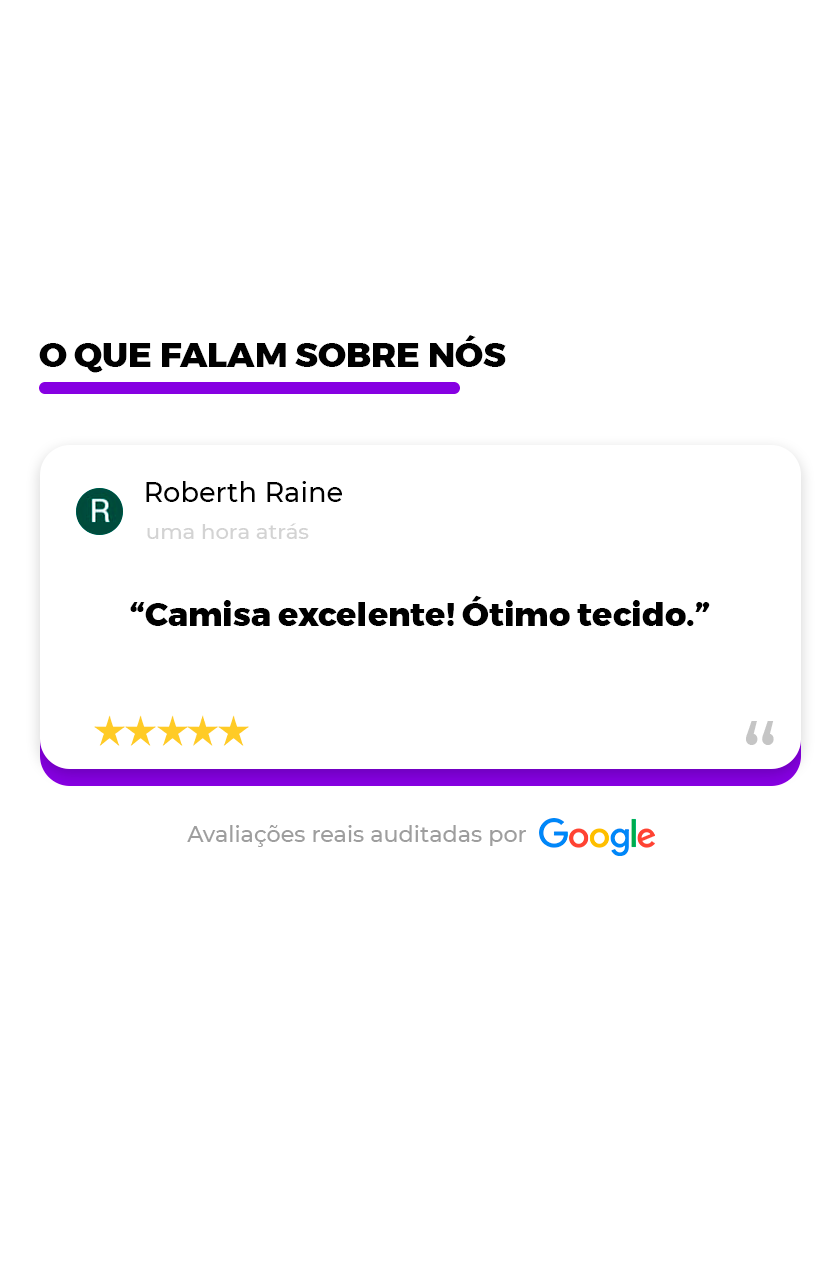 O QUE FALAM SOBRE NÓS
R
Roberth Raine
uma hora atrás
“Camisa excelente! Ótimo tecido.”
“
Avaliações reais auditadas por Google